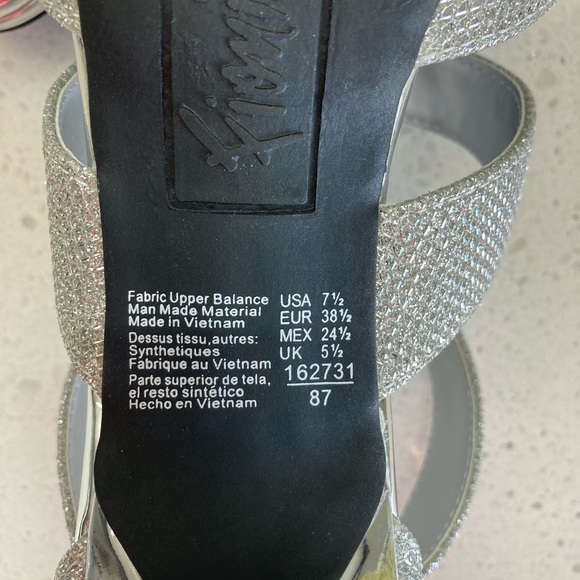 Fabric Upper Balance
Man Made Material
Made in Vietnam
Dessus tissu,autres:
Synthetiques
Fabrique au Vietnam
Parte superior de tela,
el resto sintético
Hecho en Vietnam
USA 7½
EUR 38½
MEX 24½
UK 5½
162731
87